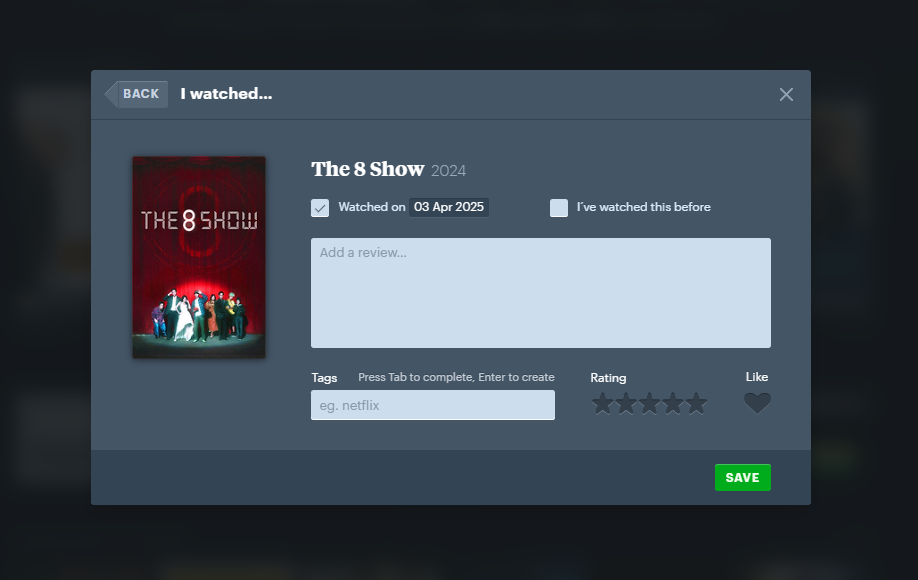 BACK
I watched...
THE 8 SHOW
The 8 Show 2024
Watched on 03 Apr 2025
I've watched this before
Add a review...
Tags
Press Tab to complete, Enter to create
Rating
Like
eg. netflix
SAVE